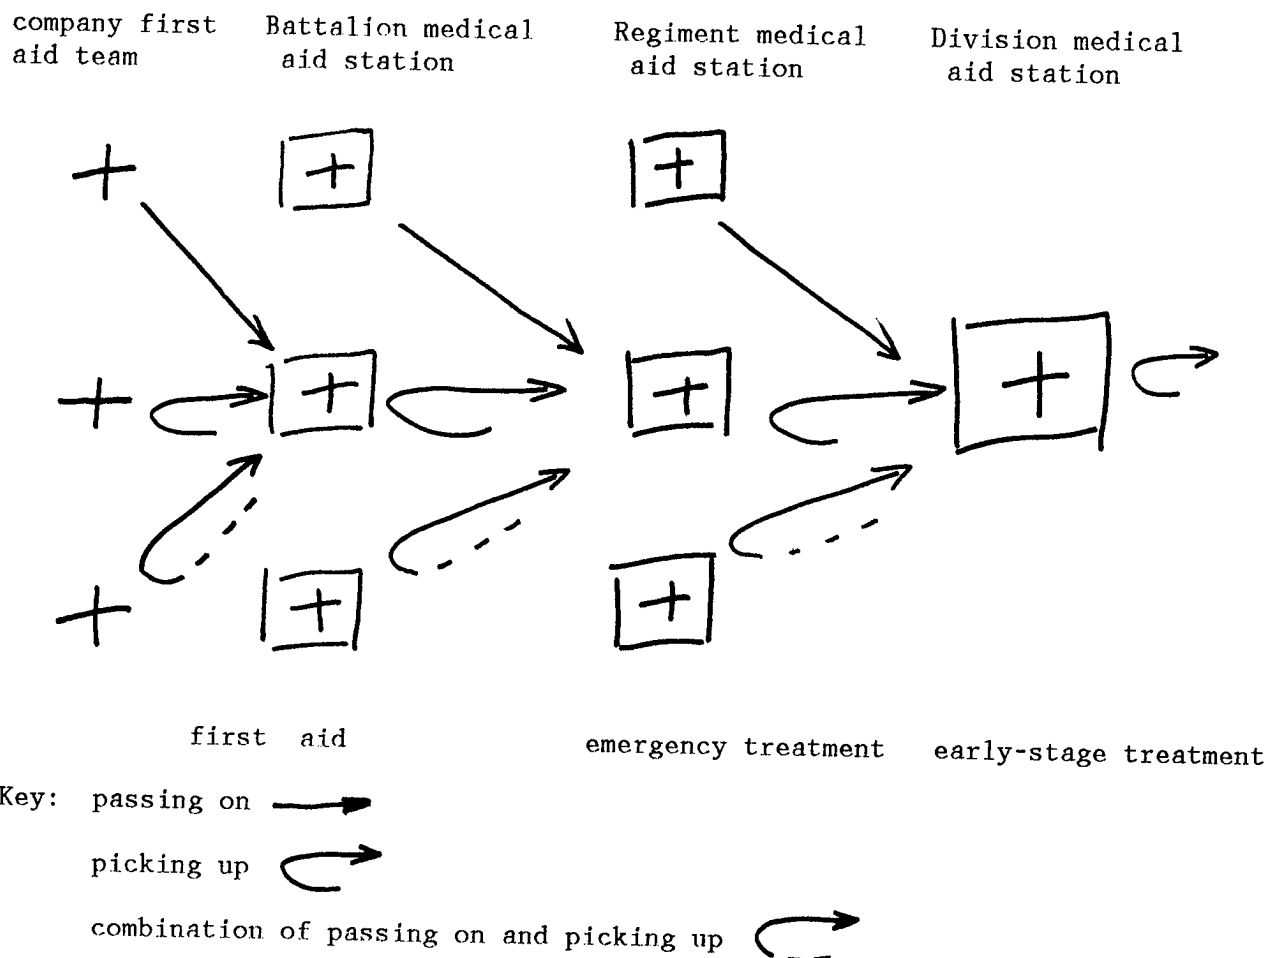 company first
aid team
Battalion medical
aid station
Regiment medical
aid station
Division medical
aid station
first aid
emergency treatment
early-stage treatment
Key: passing on
picking up
combination of passing on and picking up